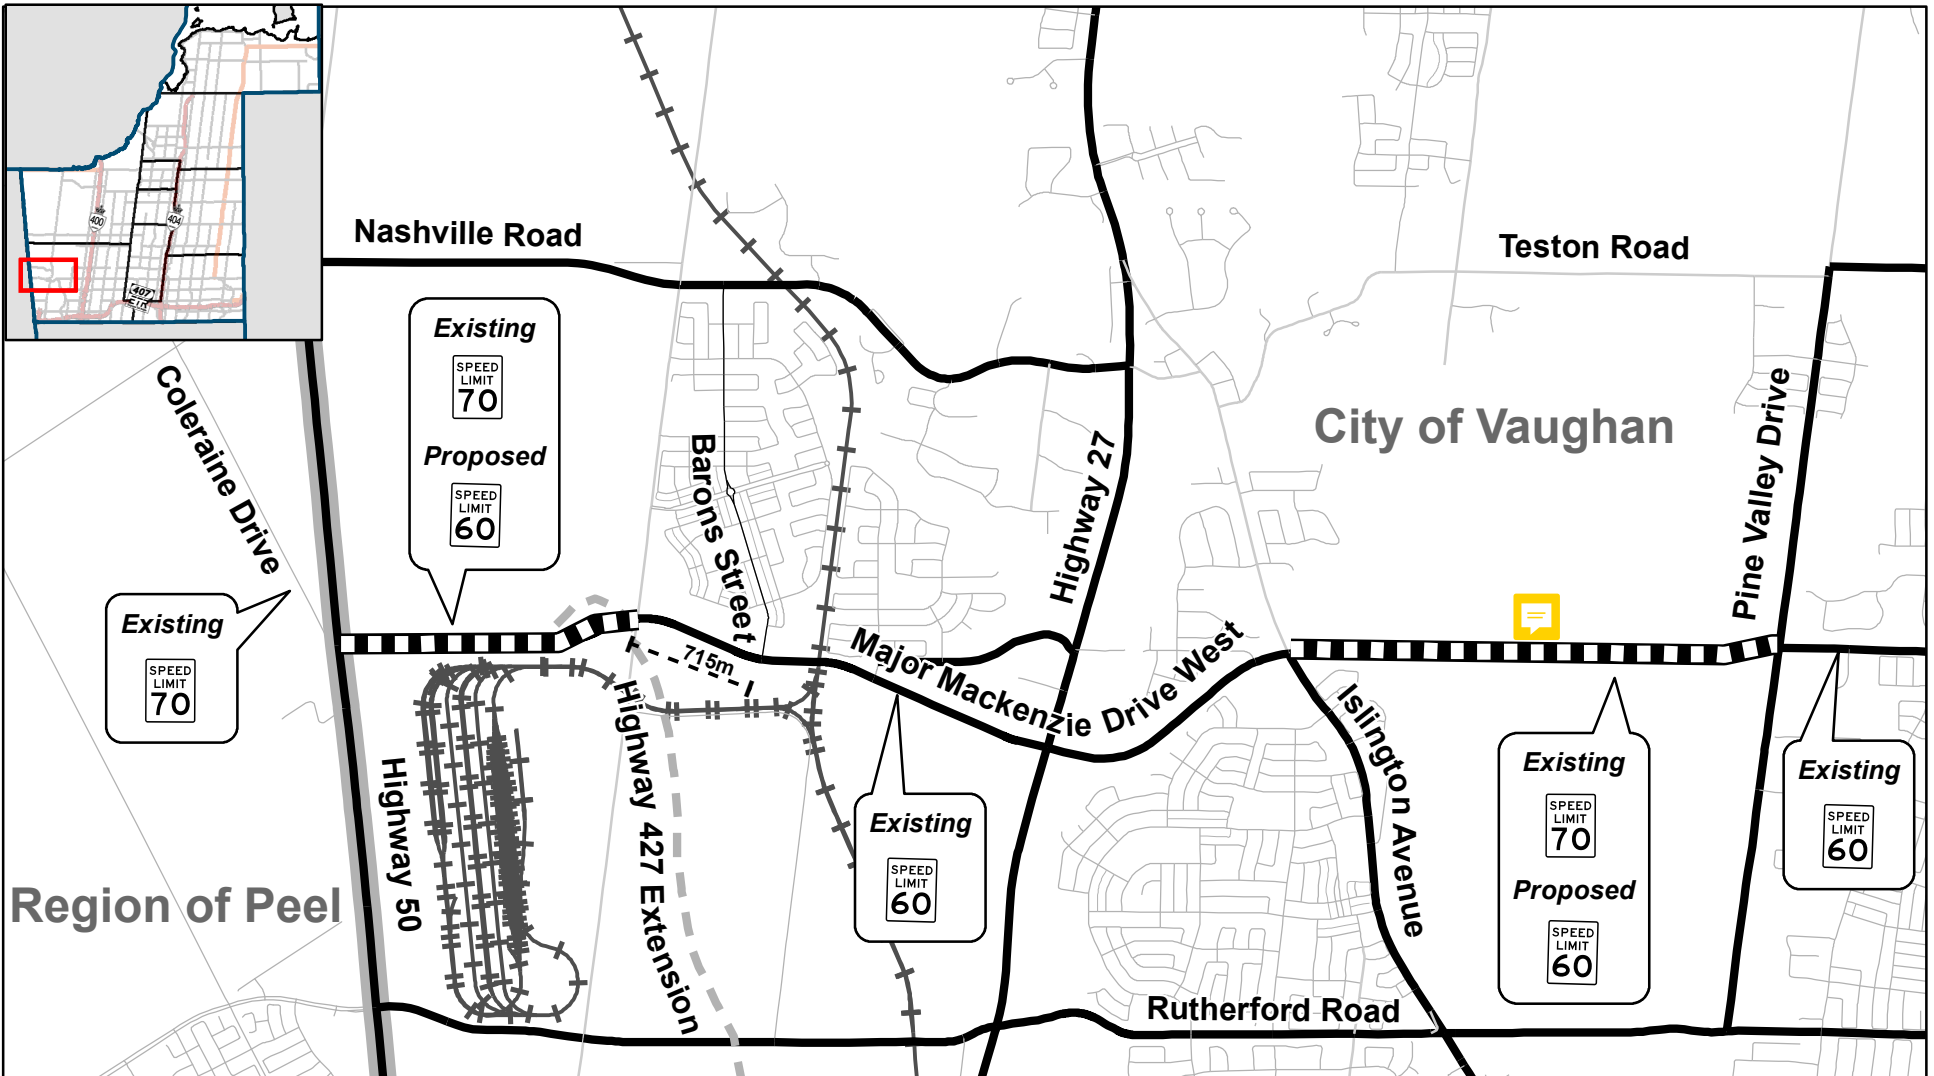 400
404
407
ETR
Nashville Road
Teston Road
Existing
SPEED
LIMIT
70
Proposed
SPEED
LIMIT
60
Coleraine Drive
Barons Street
Highway 27
City of Vaughan
Pine Valley Drive
Existing
SPEED
LIMIT
70
715m
Major Mackenzie Drive West
Islington Avenue
Highway 50
Highway 427 Extension
Existing
SPEED
LIMIT
60
Existing
SPEED
LIMIT
70
Proposed
SPEED
LIMIT
60
Existing
SPEED
LIMIT
60
Region of Peel
Rutherford Road